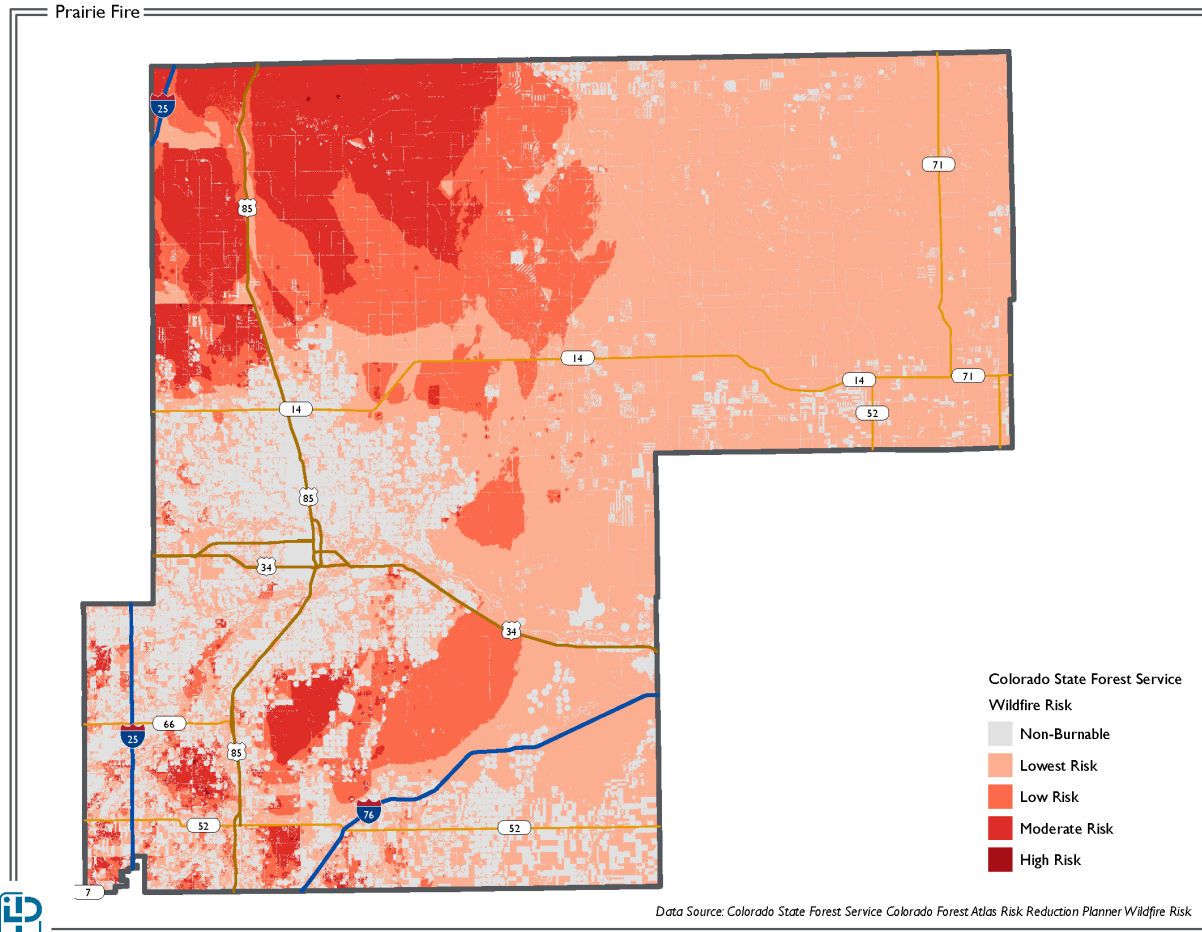 Prairie Fire
25
71
85
14
14
71
14
52
85
34
34
66
25
85
76
52
52
7
Colorado State Forest Service
Wildfire Risk
Non-Burnable
Lowest Risk
Low Risk
Moderate Risk
High Risk
Data Source: Colorado State Forest Service Colorado Forest Atlas Risk Reduction Planner Wildfire Risk